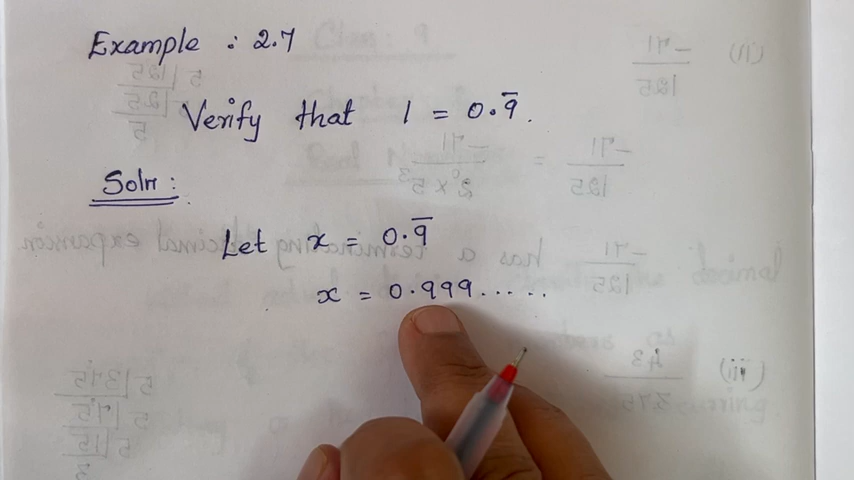 Example : 2.7
Verify that 1 = 0.9̅.
Soln :
Let x = 0.9̅
x = 0.999.....